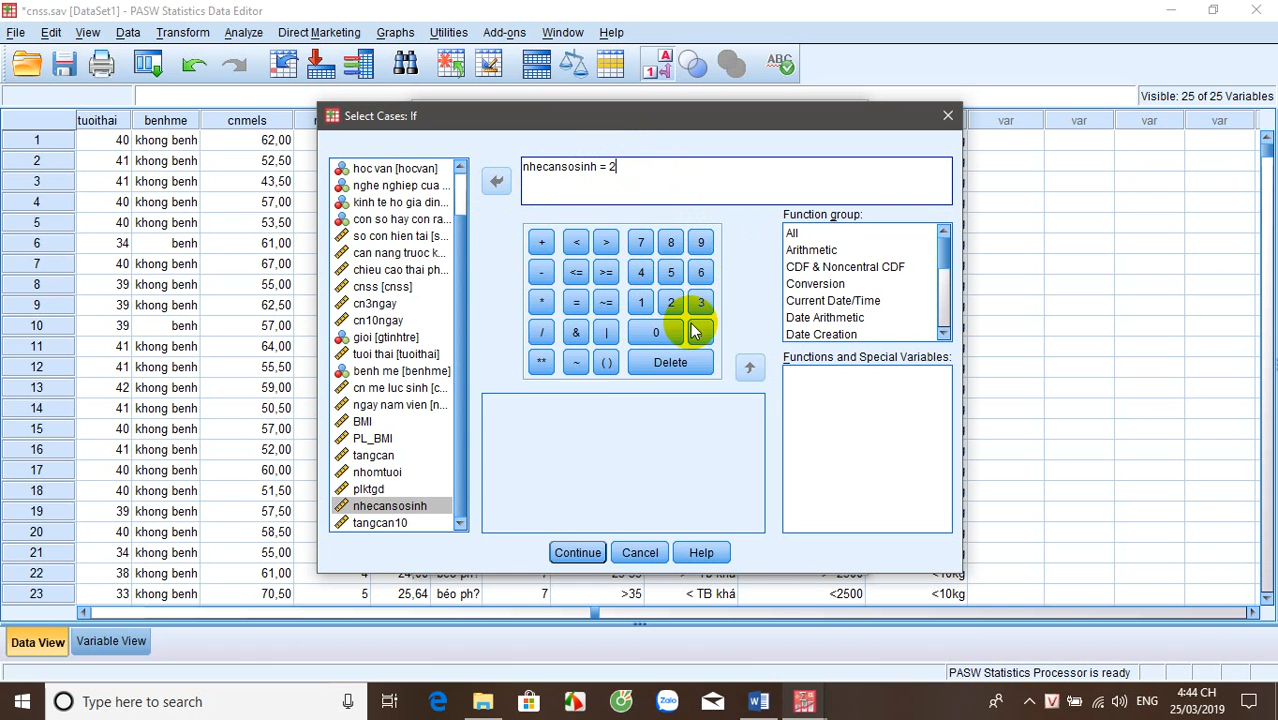 *cnss.sav [DataSet1] - PASW Statistics Data Editor
File Edit View Data Transform Analyze Direct Marketing Graphs Utilities Add-ons Window Help
Visible: 25 of 25 Variables
tuoithai benhme cnmels var var var var
Select Cases: If
1 40 khong benh 62,00
2 41 khong benh 52,50
3 41 khong benh 43,50
4 40 khong benh 57,00
5 40 khong benh 53,50
6 34 benh 61,00
7 40 khong benh 67,00
8 39 khong benh 55,00
9 39 khong benh 62,50
10 39 benh 57,00
11 41 khong benh 64,00
12 39 khong benh 53,00
13 42 khong benh 59,00
14 41 khong benh 50,50
15 40 khong benh 57,00
16 41 khong benh 52,00
17 40 khong benh 60,00
18 40 khong benh 51,50
19 39 khong benh 57,50
20 40 khong benh 58,50
21 34 khong benh 55,00
22 38 khong benh 61,00
23 33 khong benh 70,50 5 25,64 béo ph? 7 >35 < TB khá <2500 <10kg
hoc van [hocvan]
nghe nghiep cua ...
kinh te ho gia din...
con so hay con ra...
so con hien tai [s...
can nang truoc k...
chieu cao thai ph...
cnss [cnss]
cn3ngay
cn10ngay
gioi [gtinhtre]
tuoi thai [tuoithai]
benh me [benhme]
cn me luc sinh [c...
ngay nam vien [n...
BMI
PL_BMI
tangcan
nhomtuoi
plktgd
nhecansosinh
tangcan10
nhecansosinh = 2
+ < > 7 8 9
- <= >= 4 5 6
* = ~= 1 2 3
/ & | 0
** ~ ( ) Delete
Function group:
All
Arithmetic
CDF & Noncentral CDF
Conversion
Current Date/Time
Date Arithmetic
Date Creation
Functions and Special Variables:
Continue Cancel Help
Data View Variable View
PASW Statistics Processor is ready
Type here to search
Zalo
V
ENG
4:44 CH
25/03/2019